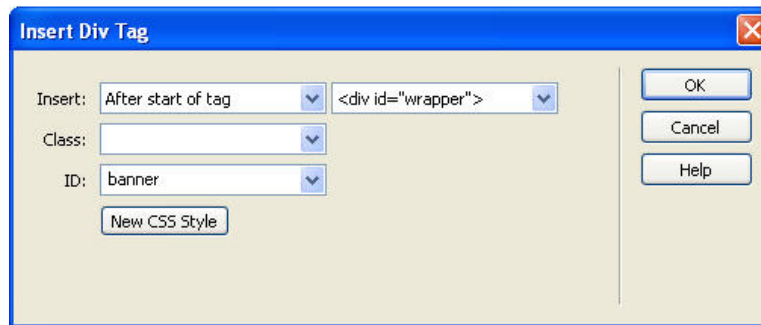 Insert Div Tag
Insert: After start of tag <div id="wrapper"> OK
Class: Cancel
ID: banner Help
New CSS Style